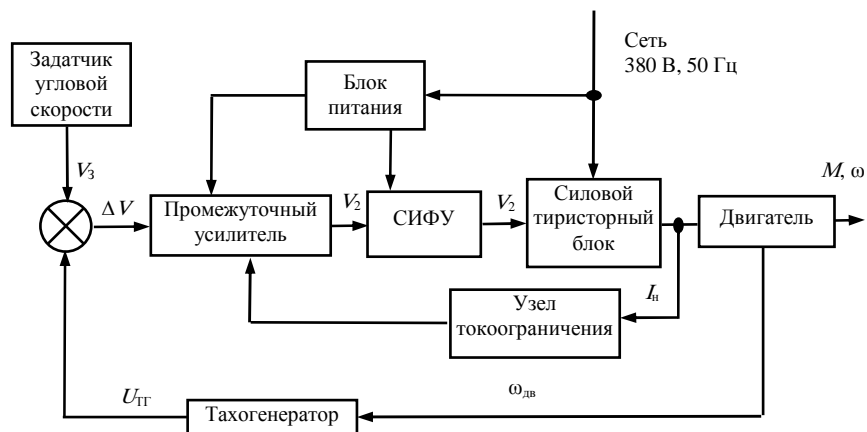 Задатчик
угловой
скорости
Сеть
380 В, 50 Гц
Блок
питания
V3
ΔV
Промежуточный
усилитель
V2
СИФУ
V2
Силовой
тиристорный
блок
M, ω
Двигатель
Iн
Узел
токоограничения
UТГ
Тахогенератор
ωдв